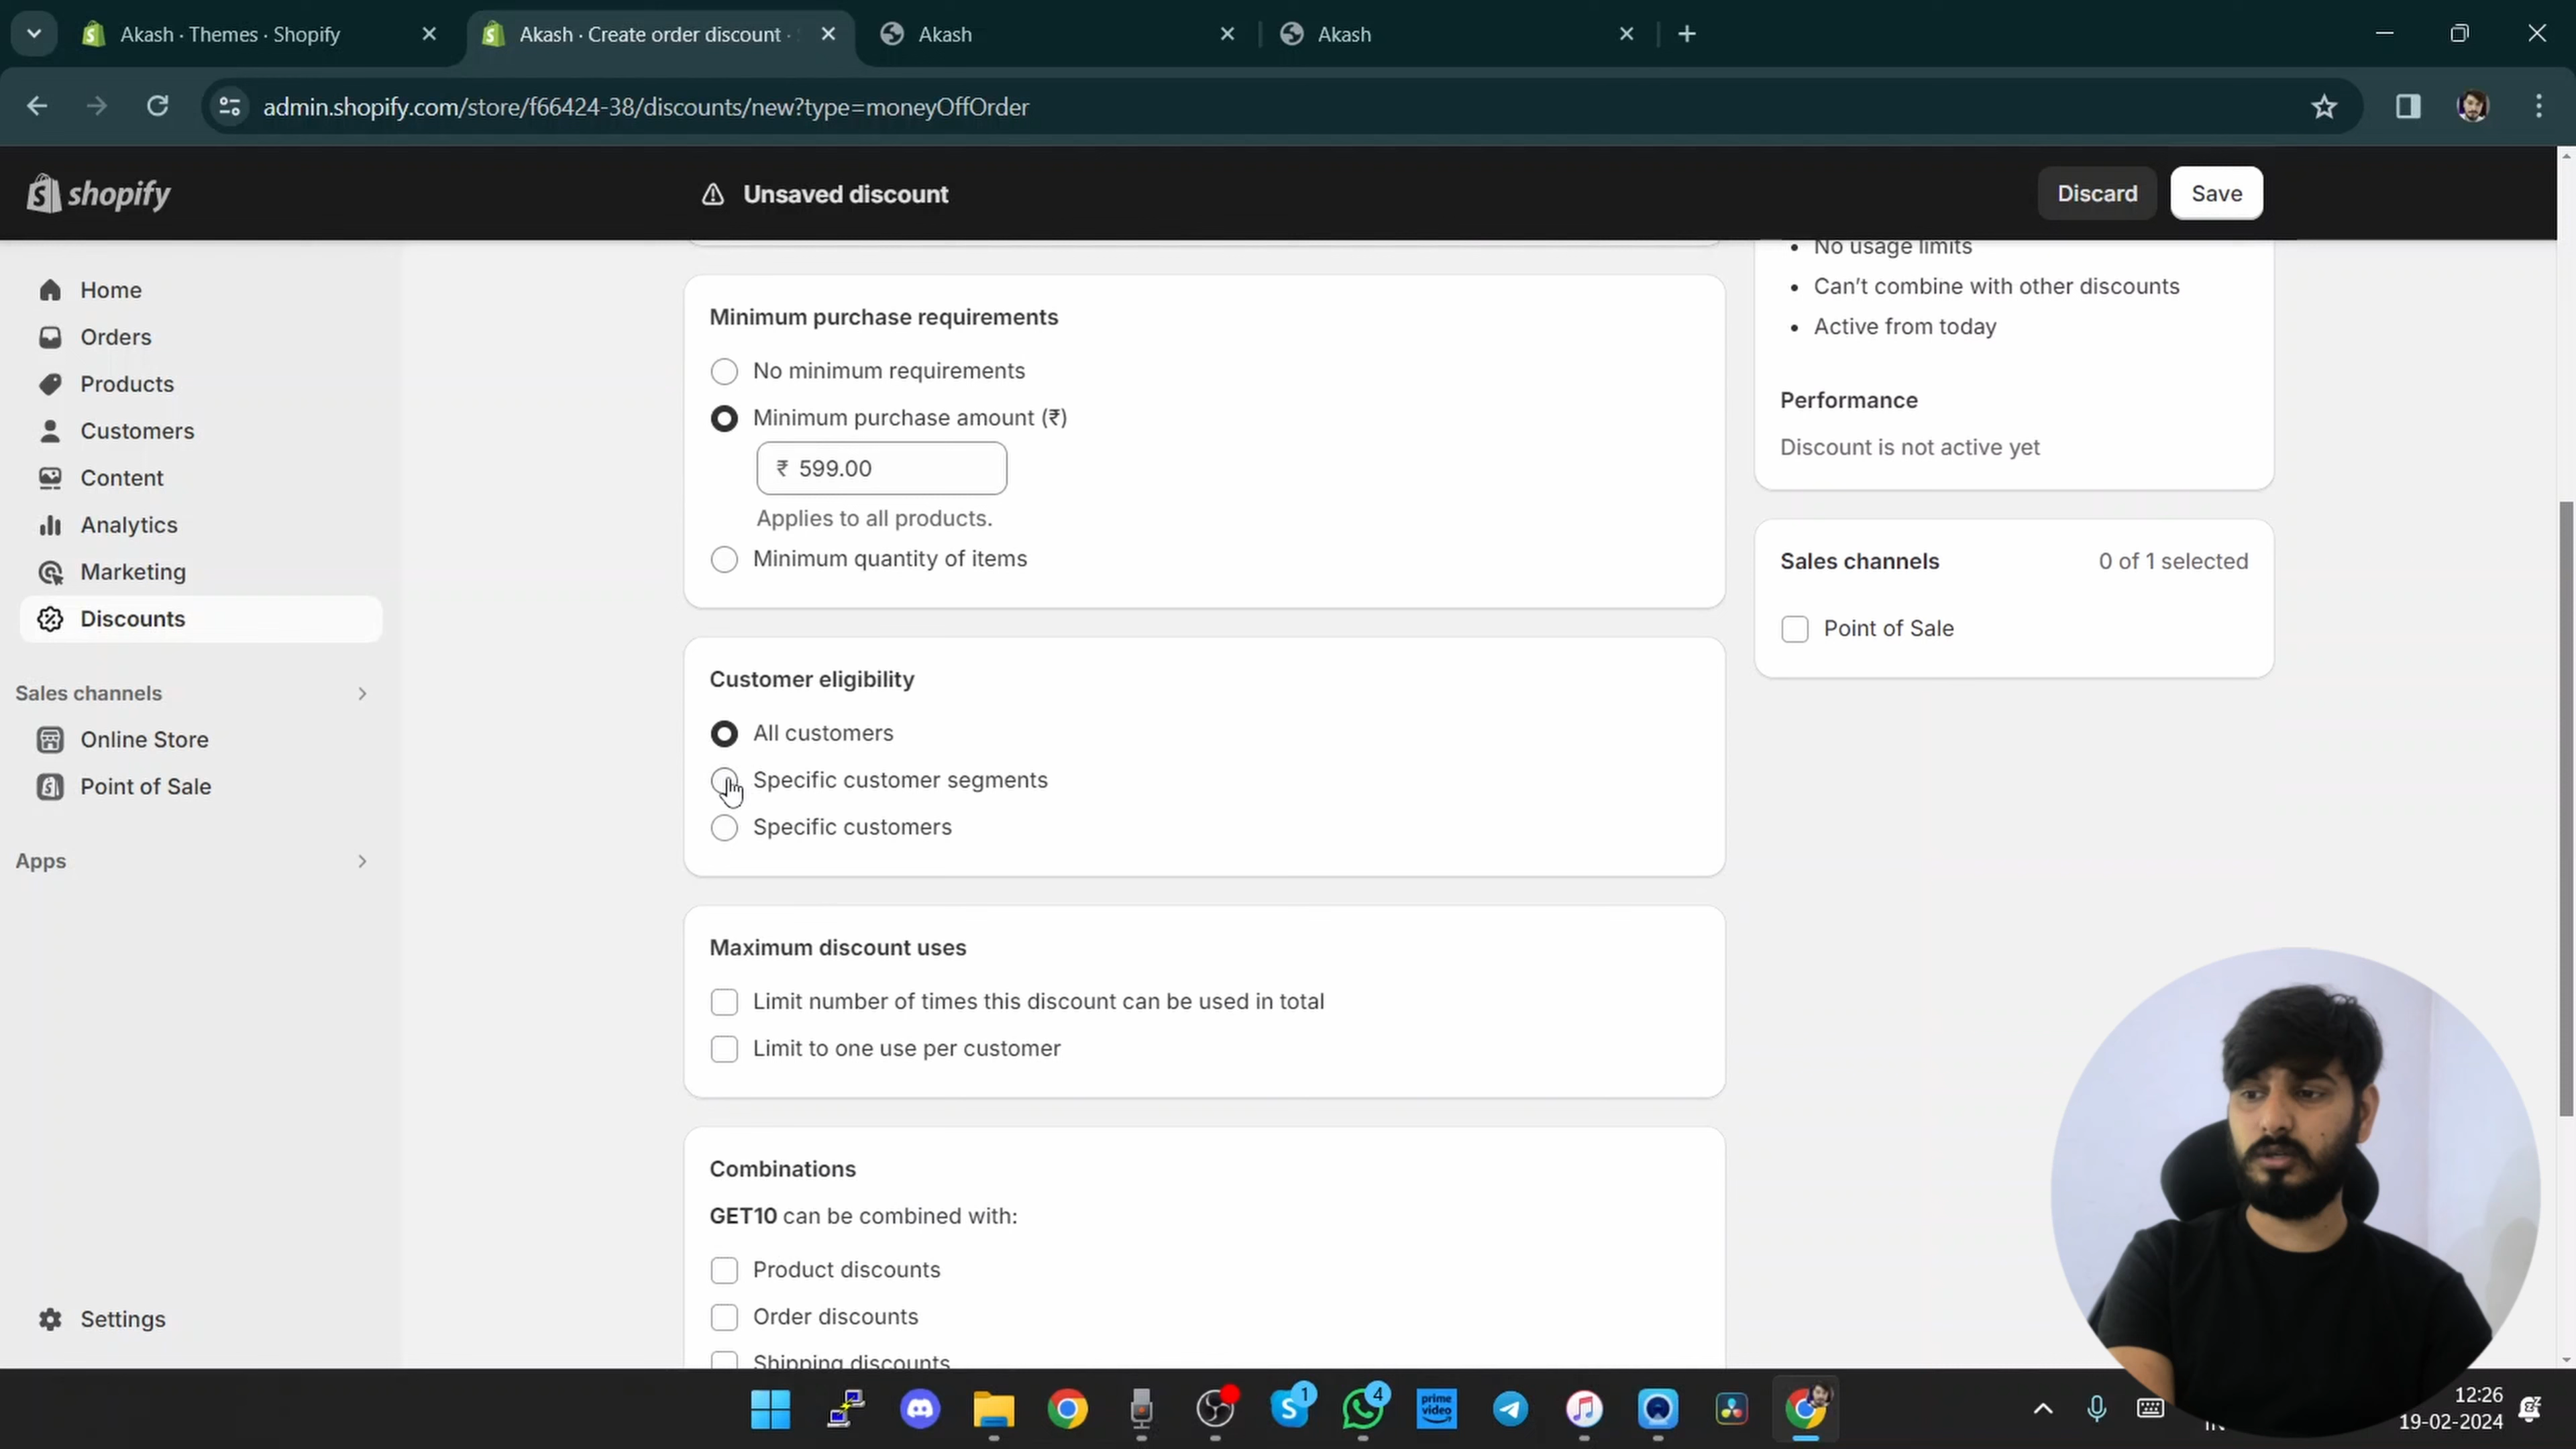 Akash · Themes · Shopify
Akash · Create order discount ·
Akash
Akash
admin.shopify.com/store/f66424-38/discounts/new?type=moneyOffOrder
shopify
Unsaved discount
Discard
Save
Home
Orders
Products
Customers
Content
Analytics
Marketing
Discounts
Sales channels
Online Store
Point of Sale
Apps
Settings
Minimum purchase requirements
No minimum requirements
Minimum purchase amount (₹)
₹ 599.00
Applies to all products.
Minimum quantity of items
Customer eligibility
All customers
Specific customer segments
Specific customers
Maximum discount uses
Limit number of times this discount can be used in total
Limit to one use per customer
Combinations
GET10 can be combined with:
Product discounts
Order discounts
Shipping discounts
• No usage limits
• Can't combine with other discounts
• Active from today
Performance
Discount is not active yet
Sales channels
0 of 1 selected
Point of Sale
1
4
prime video
12:26
19-02-2024